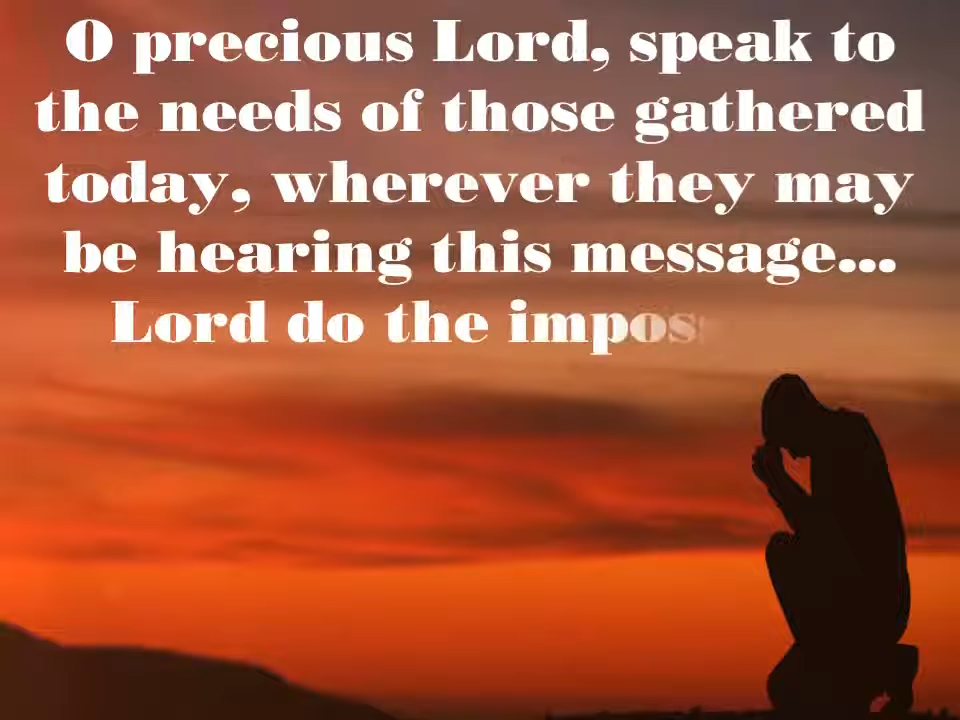 O precious Lord, speak to
the needs of those gathered
today, wherever they may
be hearing this message...
Lord do the impos